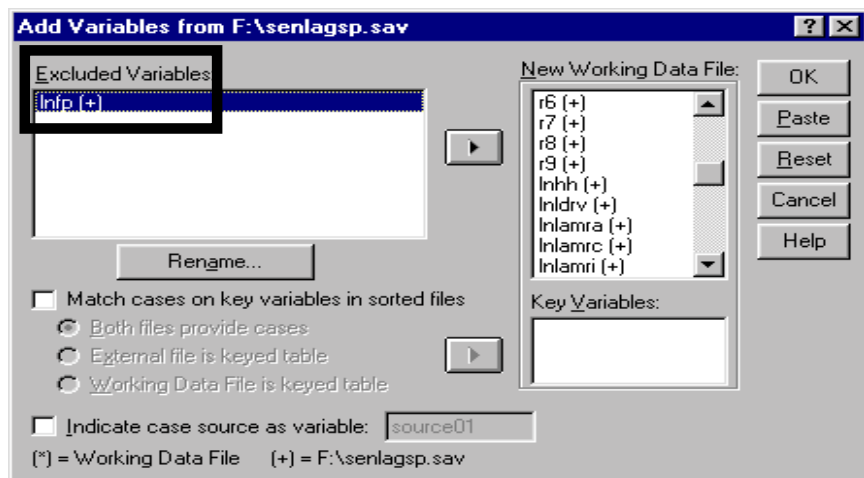 Add Variables from F:\senlagsp.sav
Excluded Variables
lnfp (+)
Rename...
New Working Data File:
r6 (+)
r7 (+)
r8 (+)
r9 (+)
lnhh (+)
lnldrv (+)
lnlamra (+)
lnlamrc (+)
lnlamri (+)
OK
Paste
Reset
Cancel
Help
Match cases on key variables in sorted files
Both files provide cases
External file is keyed table
Working Data File is keyed table
Key Variables:
Indicate case source as variable: source01
(*) = Working Data File (+) = F:\senlagsp.sav